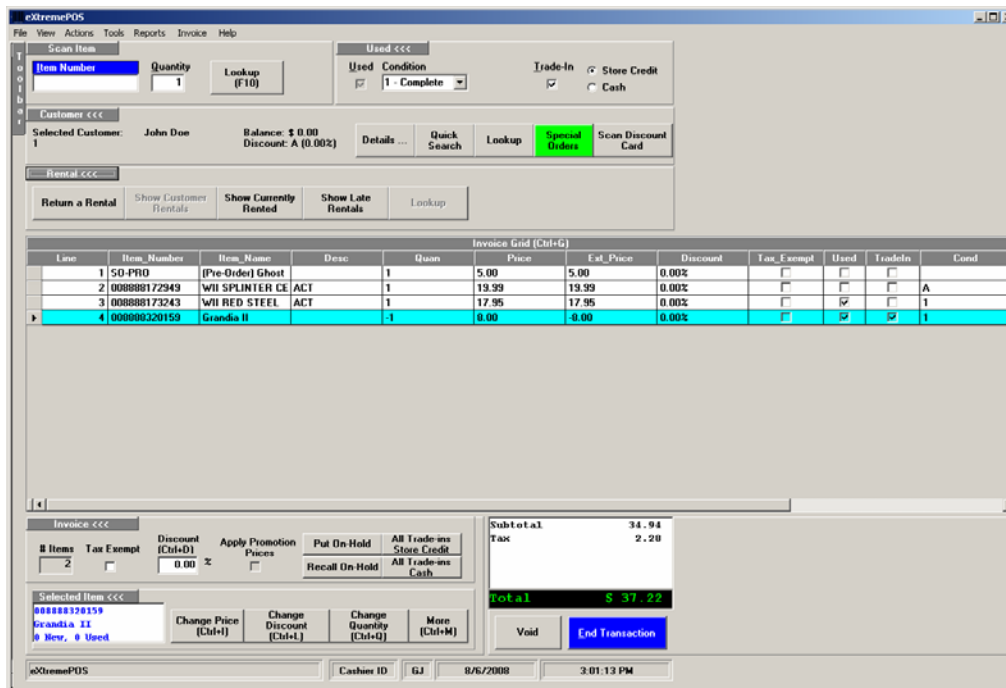 eXtremePOS
File View Actions Tools Reports Invoice Help
Toolbar
Scan Item
Used <<<
Item Number Quantity
1
Lookup (F10)
Used Condition
1 - Complete
Trade-In
Store Credit
Cash
Customer <<<
Selected Customer: John Doe
1
Balance: $ 0.00
Discount: A (0.00%)
Details ...
Quick Search
Lookup
Special Orders
Scan Discount Card
Rental <<<
Return a Rental
Show Customer Rentals
Show Currently Rented
Show Late Rentals
Lookup
Invoice Grid (Ctrl+G)
Line Item_Number Item_Name Desc Quan Price Ext_Price Discount Tax_Exempt Used TradeIn Cond
1 SO-PRO (Pre-Order) Ghost 1 5.00 5.00 0.00%
2 008888172949 WII SPLINTER CE ACT 1 19.99 19.99 0.00% A
3 008888173243 WII RED STEEL ACT 1 17.95 17.95 0.00% 1
4 008888320159 Grandia II -1 8.00 -8.00 0.00% 1
Invoice <<<
# Items Tax Exempt
2
Discount (Ctrl+D)
0.00 %
Apply Promotion Prices
Put On-Hold
All Trade-ins Store Credit
Recall On-Hold
All Trade-ins Cash
Subtotal 34.94
Tax 2.28
Total $ 37.22
Selected Item <<<
008888320159
Grandia II
0 New, 0 Used
Change Price (Ctrl+I)
Change Discount (Ctrl+L)
Change Quantity (Ctrl+Q)
More (Ctrl+M)
Void
End Transaction
eXtremePOS Cashier ID GJ 8/6/2008 3:01:13 PM